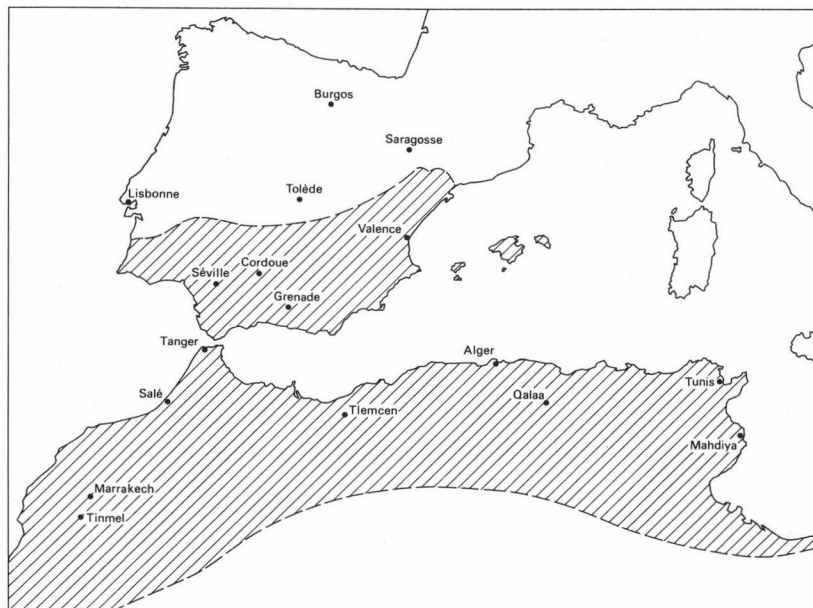 Burgos
Saragosse
Lisbonne
Tolède
Valence
Cordoue
Séville
Grenade
Tanger
Alger
Tunis
Salé
Qalaa
Tlemcen
Mahdiya
Marrakech
Tinmel